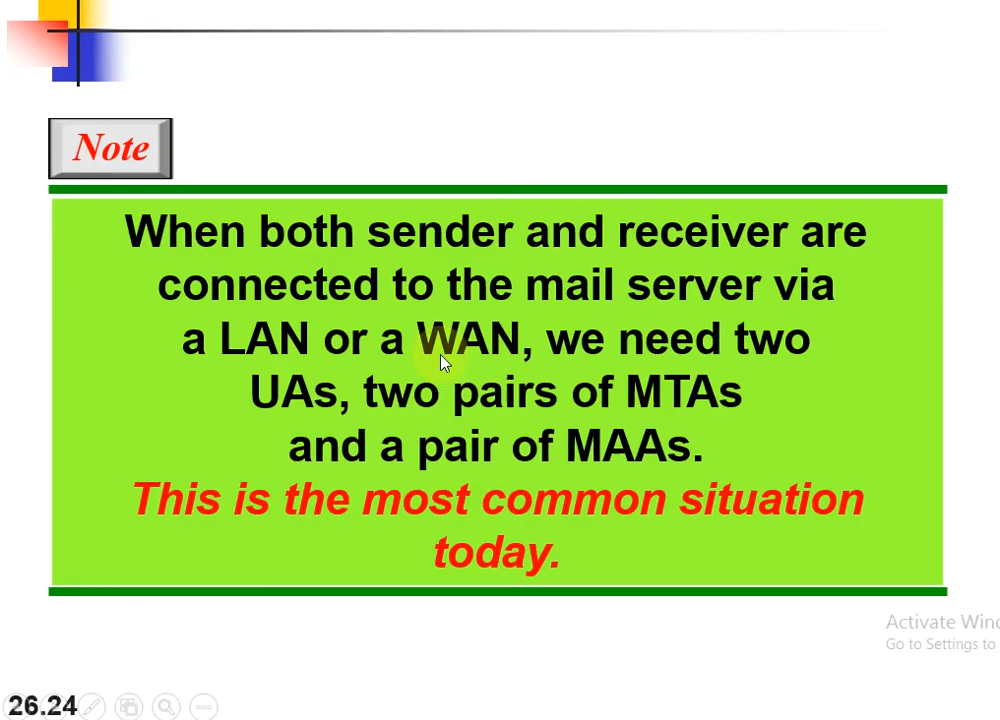 Note
When both sender and receiver are
connected to the mail server via
a LAN or a WAN, we need two
UAs, two pairs of MTAs
and a pair of MAAs.
This is the most common situation
today.
Activate Win
Go to Settings to
26.24